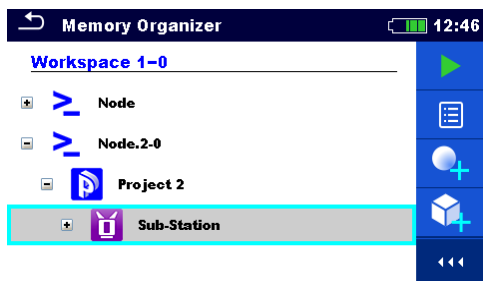 Memory Organizer 12:46
Workspace 1-0
Node
Node.2-0
Project 2
Sub-Station